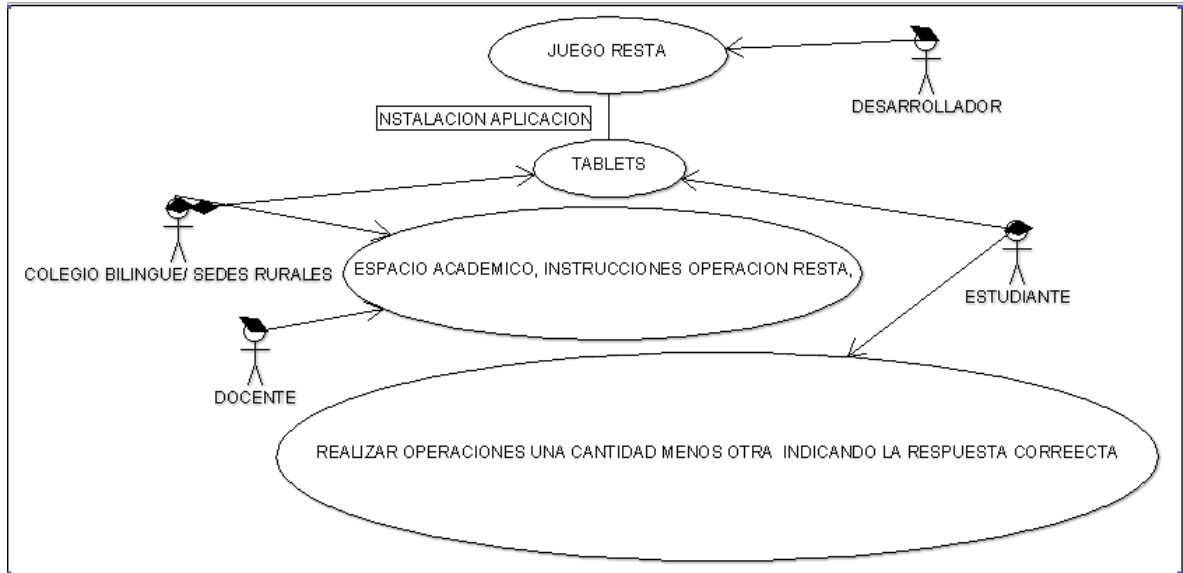 JUEGO RESTA
DESARROLLADOR
NSTALACION APLICACION
TABLETS
COLEGIO BILINGUE/ SEDES RURALES
ESPACIO ACADEMICO, INSTRUCCIONES OPERACION RESTA,
ESTUDIANTE
DOCENTE
REALIZAR OPERACIONES UNA CANTIDAD MENOS OTRA INDICANDO LA RESPUESTA CORREECTA